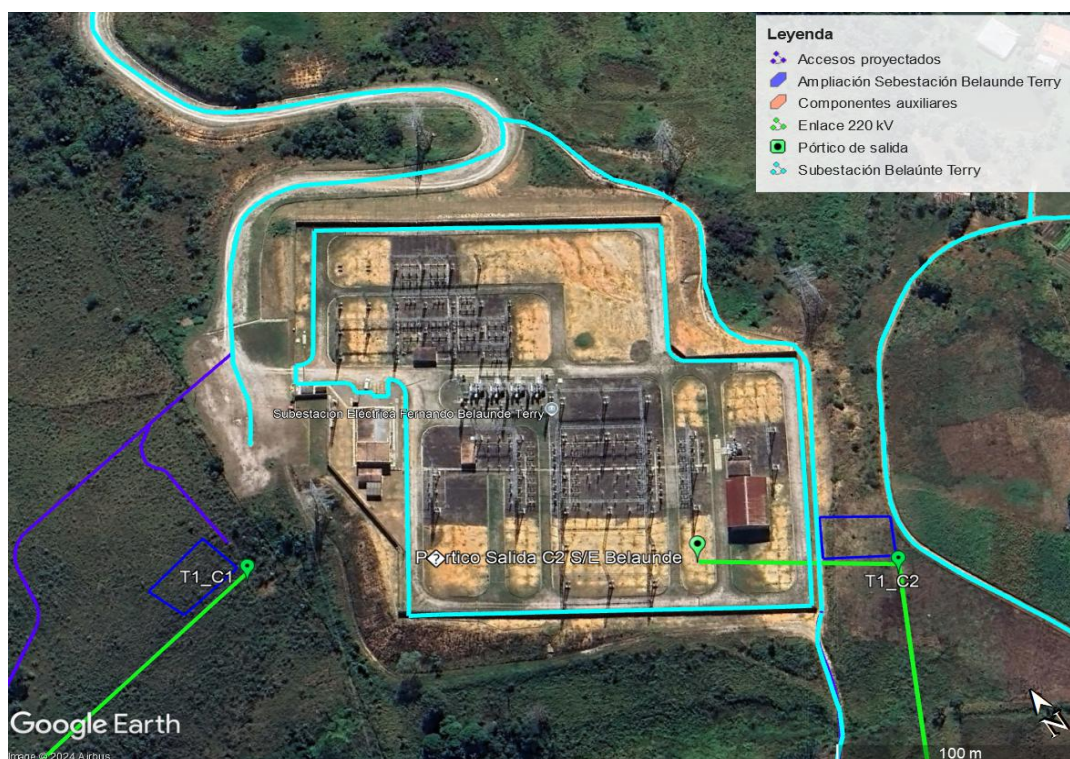 Leyenda
Accesos proyectados
Ampliación Sebestación Belaunde Terry
Componentes auxiliares
Enlace 220 kV
Pórtico de salida
Subestación Belaúnte Terry
Subestación Eléctrica Fernando Belaunde Terry
P�rtico Salida C2 S/E Belaunde
T1_C1
T1_C2
Google Earth
Image © 2024 Airbus
N
100 m